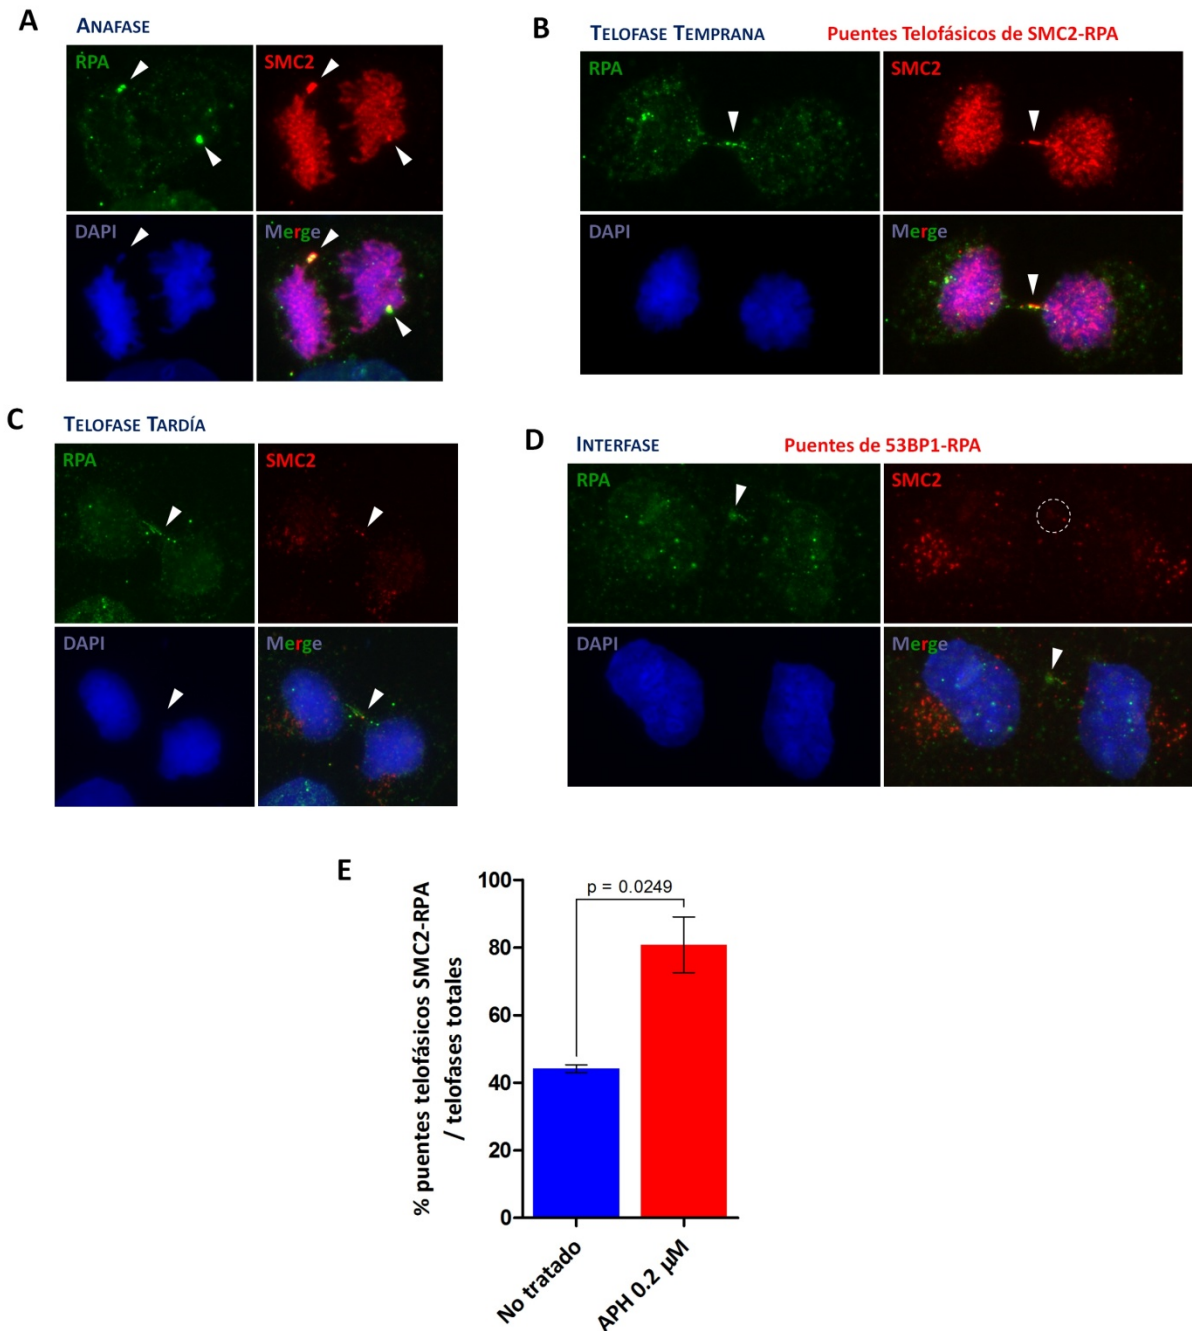 A
ANAFASE
RPA
SMC2
DAPI
Merge
B
TELOFASE TEMPRANA
Puentes Telofásicos de SMC2-RPA
RPA
SMC2
DAPI
Merge
C
TELOFASE TARDÍA
RPA
SMC2
DAPI
Merge
D
INTERFASE
Puentes de 53BP1-RPA
RPA
SMC2
DAPI
Merge
E
% puentes telofásicos SMC2-RPA
/ telofases totales
100
80
60
40
20
0
p = 0.0249
No tratado
APH 0.2 µM